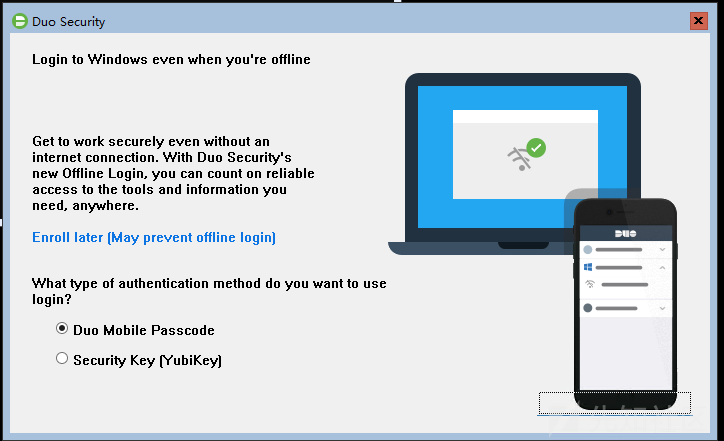 Duo Security
Login to Windows even when you're offline
Get to work securely even without an
internet connection. With Duo Security's
new Offline Login, you can count on reliable
access to the tools and information you
need, anywhere.
Enroll later (May prevent offline login)
What type of authentication method do you want to use
login?
Duo Mobile Passcode
Security Key (YubiKey)
DUO